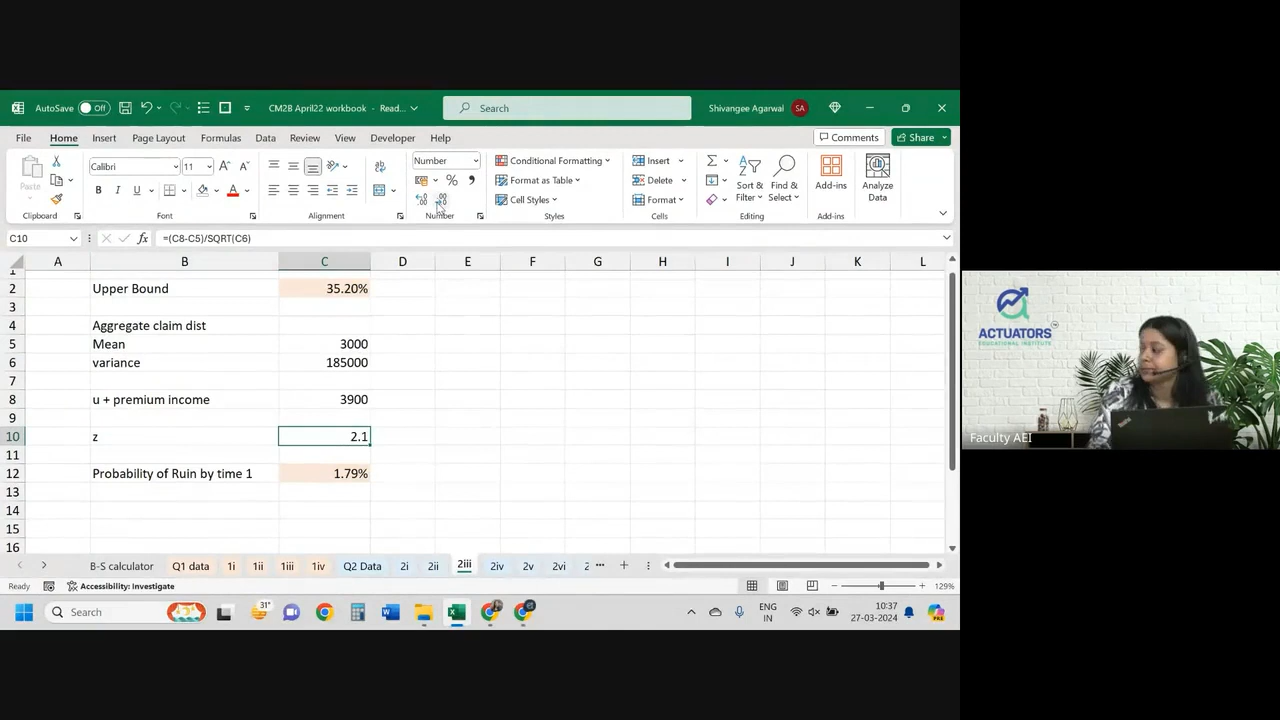 AutoSave Off CM2B April22 workbook - Read... Search Shivangee Agarwal SA
File Home Insert Page Layout Formulas Data Review View Developer Help Comments Share
Paste Clipboard
Calibri 11 Font
Alignment
Number Number
Conditional Formatting Format as Table Cell Styles Styles
Insert Delete Format Cells
Sort & Filter Find & Select Editing
Add-ins Add-ins
Analyze Data
C10 fx =(C8-C5)/SQRT(C6)
A B C D E F G H I J K L
1
2 Upper Bound 35.20%
3
4 Aggregate claim dist
5 Mean 3000
6 variance 185000
7
8 u + premium income 3900
9
10 z 2.1
11
12 Probability of Ruin by time 1 1.79%
13
14
15
16
B-S calculator Q1 data 1i 1ii 1iii 1iv Q2 Data 2i 2ii 2iii 2iv 2v 2vi 2 ...
Ready Accessibility: Investigate 129%
Search 31° ENG IN 10:37 27-03-2024
ACTUATORS
EDUCATIONAL INSTITUTE
Faculty AEI